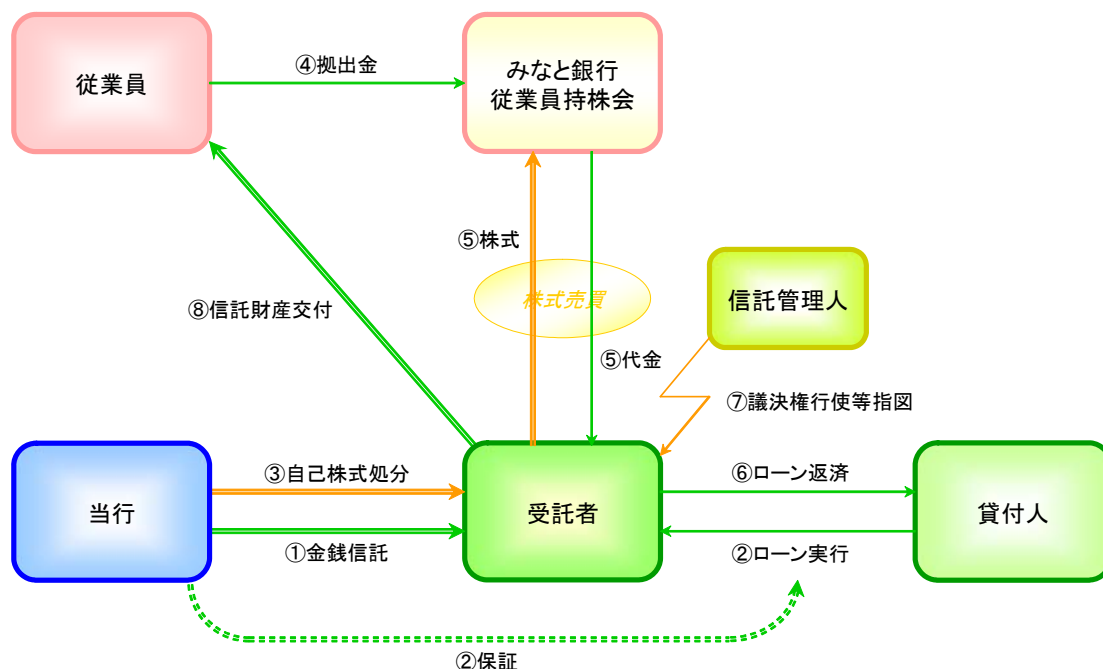 従業員
④拠出金
みなと銀行
従業員持株会
⑤株式
株式売買
信託管理人
⑧信託財産交付
⑤代金
⑦議決権行使等指図
当行
③自己株式処分
①金銭信託
受託者
⑥ローン返済
②ローン実行
貸付人
②保証